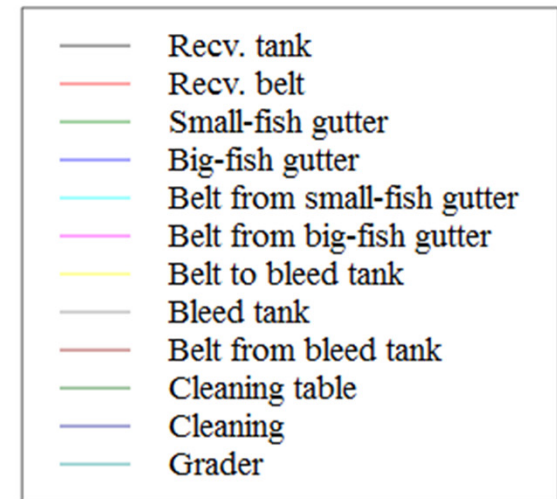 Recv. tank
Recv. belt
Small-fish gutter
Big-fish gutter
Belt from small-fish gutter
Belt from big-fish gutter
Belt to bleed tank
Bleed tank
Belt from bleed tank
Cleaning table
Cleaning
Grader